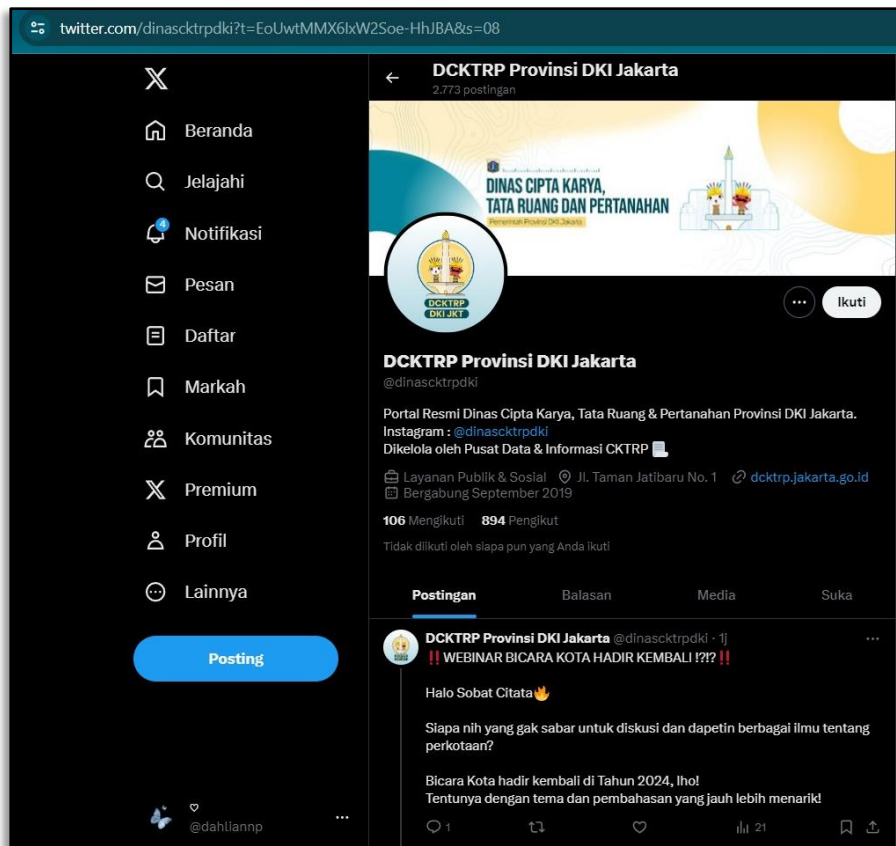 twitter.com/dinascktrpdki?t=EoUwtMMX6IxW2Soe-HhJBA&s=08
DCKTRP Provinsi DKI Jakarta
2.773 postingan
Beranda
Jelajahi
4
Notifikasi
Pesan
Daftar
Markah
Komunitas
Premium
Profil
Lainnya
Posting
♡
@dahliannp
DINAS CIPTA KARYA,
TATA RUANG DAN PERTANAHAN
Pemerintah Provinsi DKI Jakarta
DCKTRP
DKI JKT
Ikuti
DCKTRP Provinsi DKI Jakarta
@dinascktrpdki
Portal Resmi Dinas Cipta Karya, Tata Ruang & Pertanahan Provinsi DKI Jakarta.
Instagram : @dinascktrpdki
Dikelola oleh Pusat Data & Informasi CKTRP 📃
Layanan Publik & Sosial Jl. Taman Jatibaru No. 1 dcktrp.jakarta.go.id
Bergabung September 2019
106 Mengikuti 894 Pengikut
Tidak diikuti oleh siapa pun yang Anda ikuti
Postingan Balasan Media Suka
DCKTRP Provinsi DKI Jakarta @dinascktrpdki · 1j
‼️WEBINAR BICARA KOTA HADIR KEMBALI !?!?‼️
Halo Sobat Citata🔥
Siapa nih yang gak sabar untuk diskusi dan dapetin berbagai ilmu tentang
perkotaan?
Bicara Kota hadir kembali di Tahun 2024, lho!
Tentunya dengan tema dan pembahasan yang jauh lebih menarik!
1 21